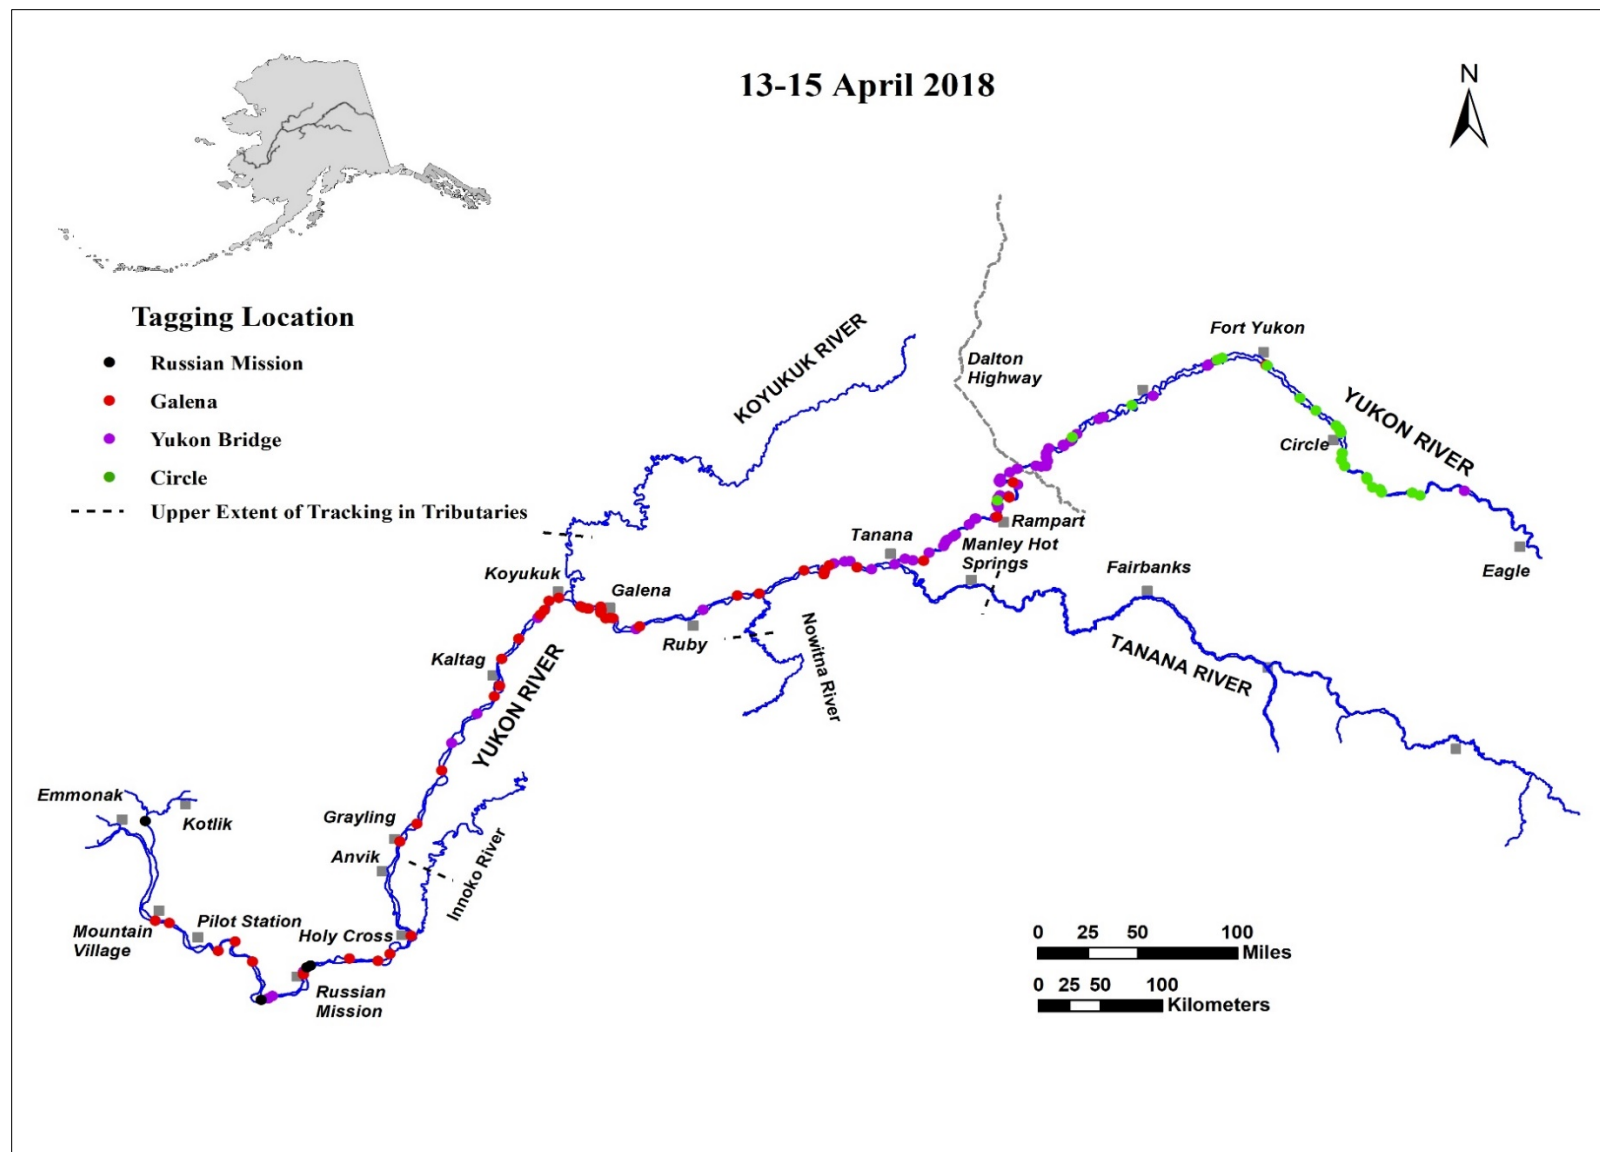 13-15 April 2018
N
Tagging Location
Russian Mission
Galena
Yukon Bridge
Circle
Upper Extent of Tracking in Tributaries
KOYUKUK RIVER
Dalton
Highway
Fort Yukon
YUKON RIVER
Circle
Eagle
Rampart
Tanana
Manley Hot
Springs
Fairbanks
TANANA RIVER
Koyukuk
Galena
Ruby
Nowitna River
Kaltag
YUKON RIVER
Emmonak
Kotlik
Grayling
Anvik
Innoko River
Mountain
Village
Pilot Station
Holy Cross
Russian
Mission
0 25 50 100
Miles
0 25 50 100
Kilometers